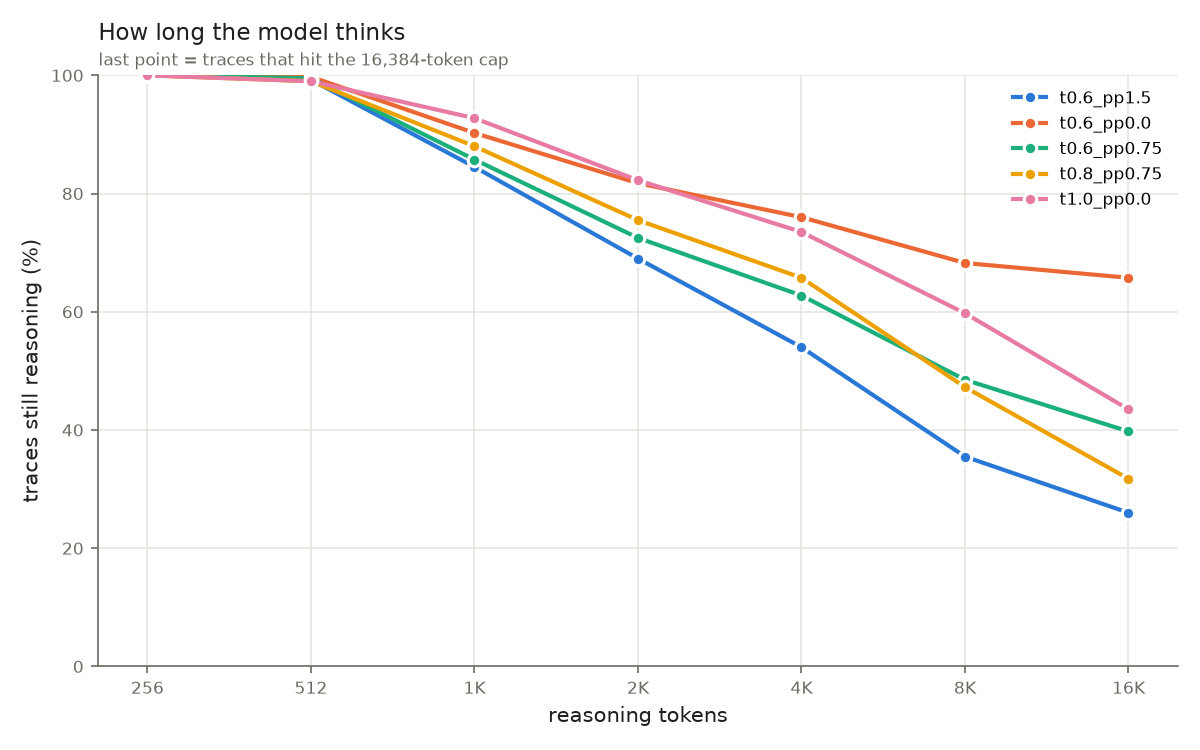 How long the model thinks
last point = traces that hit the 16,384-token cap
100
80
60
40
20
0
traces still reasoning (%)
256
512
1K
2K
4K
8K
16K
reasoning tokens
t0.6_pp1.5
t0.6_pp0.0
t0.6_pp0.75
t0.8_pp0.75
t1.0_pp0.0